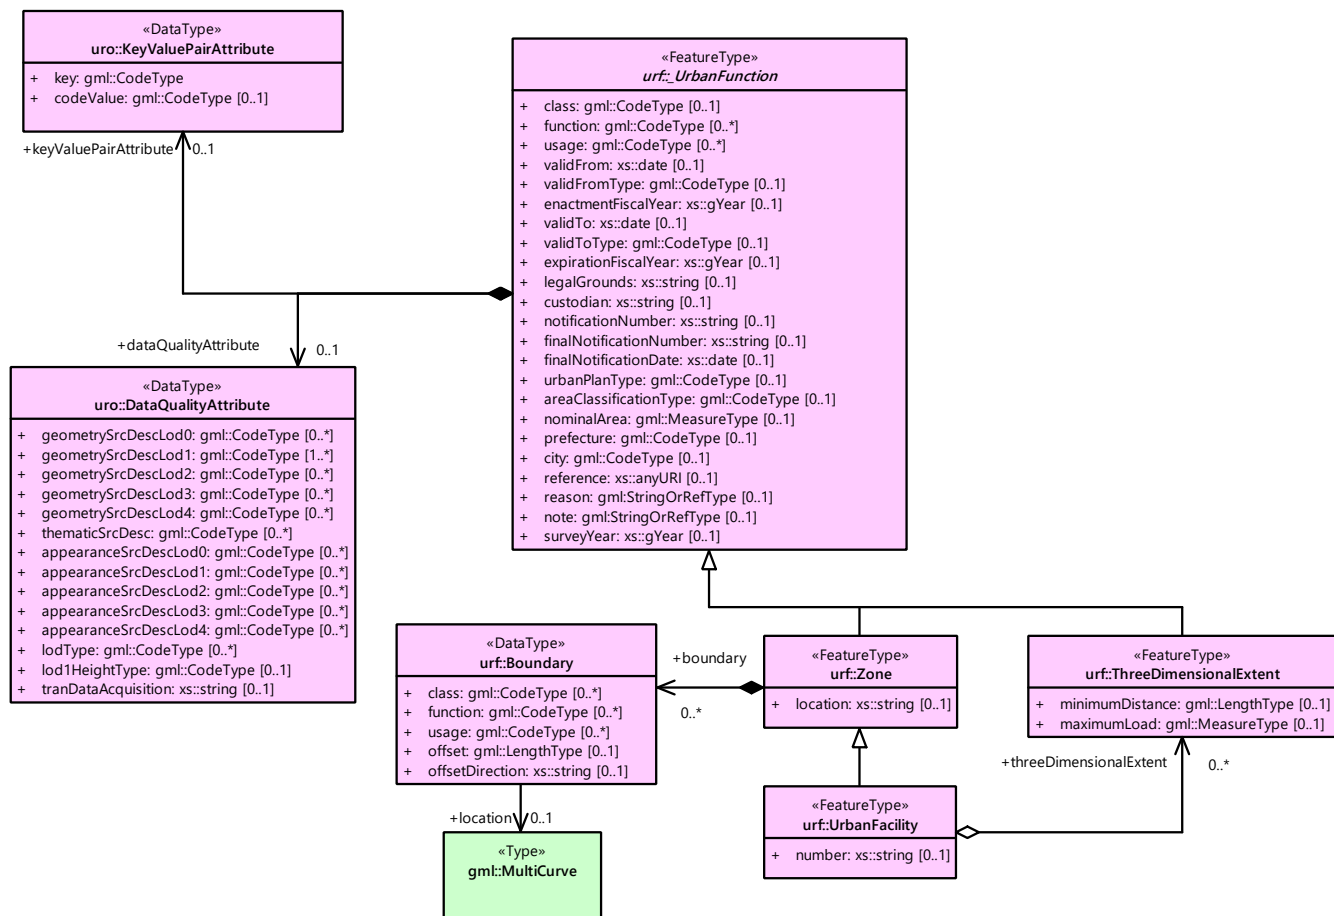 «DataType»
uro::KeyValuePairAttribute
+ key: gml::CodeType
+ codeValue: gml::CodeType [0..1]
+keyValuePairAttribute 0..1
«FeatureType»
urf::_UrbanFunction
+ class: gml::CodeType [0..1]
+ function: gml::CodeType [0..*]
+ usage: gml::CodeType [0..*]
+ validFrom: xs::date [0..1]
+ validFromType: gml::CodeType [0..1]
+ enactmentFiscalYear: xs::gYear [0..1]
+ validTo: xs::date [0..1]
+ validToType: gml::CodeType [0..1]
+ expirationFiscalYear: xs::gYear [0..1]
+ legalGrounds: xs::string [0..1]
+ custodian: xs::string [0..1]
+ notificationNumber: xs::string [0..1]
+ finalNotificationNumber: xs::string [0..1]
+ finalNotificationDate: xs::date [0..1]
+ urbanPlanType: gml::CodeType [0..1]
+ areaClassificationType: gml::CodeType [0..1]
+ nominalArea: gml::MeasureType [0..1]
+ prefecture: gml::CodeType [0..1]
+ city: gml::CodeType [0..1]
+ reference: xs::anyURI [0..1]
+ reason: gml:StringOrRefType [0..1]
+ note: gml:StringOrRefType [0..1]
+ surveyYear: xs::gYear [0..1]
+dataQualityAttribute 0..1
«DataType»
uro::DataQualityAttribute
+ geometrySrcDescLod0: gml::CodeType [0..*]
+ geometrySrcDescLod1: gml::CodeType [1..*]
+ geometrySrcDescLod2: gml::CodeType [0..*]
+ geometrySrcDescLod3: gml::CodeType [0..*]
+ geometrySrcDescLod4: gml::CodeType [0..*]
+ thematicSrcDesc: gml::CodeType [0..*]
+ appearanceSrcDescLod0: gml::CodeType [0..*]
+ appearanceSrcDescLod1: gml::CodeType [0..*]
+ appearanceSrcDescLod2: gml::CodeType [0..*]
+ appearanceSrcDescLod3: gml::CodeType [0..*]
+ appearanceSrcDescLod4: gml::CodeType [0..*]
+ lodType: gml::CodeType [0..*]
+ lod1HeightType: gml::CodeType [0..1]
+ tranDataAcquisition: xs::string [0..1]
«DataType»
urf::Boundary
+ class: gml::CodeType [0..*]
+ function: gml::CodeType [0..*]
+ usage: gml::CodeType [0..*]
+ offset: gml::LengthType [0..1]
+ offsetDirection: xs::string [0..1]
+boundary
0..*
«FeatureType»
urf::Zone
+ location: xs::string [0..1]
«FeatureType»
urf::ThreeDimensionalExtent
+ minimumDistance: gml::LengthType [0..1]
+ maximumLoad: gml::MeasureType [0..1]
+threeDimensionalExtent 0..*
«FeatureType»
urf::UrbanFacility
+ number: xs::string [0..1]
+location 0..1
«Type»
gml::MultiCurve